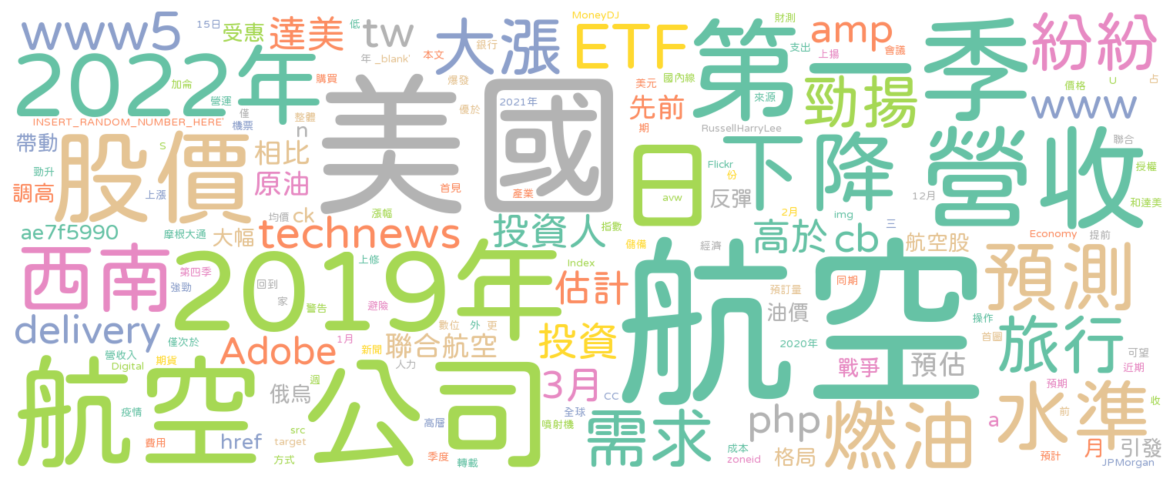 www5
15日
受惠
達美
低
tw
大漲
銀行
MoneyDJ
ETF
第一季
財測
支出
上揚
amp
會議
紛紛
2022年
加侖
營運
購買
年
_blank'
本文
爆發
優於
國內線
美元
先前
期
來源
勁揚
www
價格
U
占
INSERT_RANDOM_NUMBER_HERE'
僅
機票
整體
n
2021年
美國
RussellHarryLee
日
下降
營收
聯合
授權
帶動
股價
S
相比
原油
勁升
調高
上漲
首見
產業
Flickr
份
avw
反彈
12月
和達美
ae7f5990
摩根大通
均價
ck
大幅
technews
漲幅
投資人
指數
2月
img
高於
三
cb
航空股
Economy
提前
西南
第四季
強勁
2019年
上修
Index
儲備
經濟
航空
同期
預測
回到
家
警告
避險
估計
預訂量
油價
操作
首圖
delivery
僅次於
營收入
期貨
Digital
週
1月
新聞
數位
外
更
Adobe
聯合航空
人力
投資
2020年
戰爭
預估
旅行
可望
近期
航空公司
疫情
俄烏
3月
cc
全球
噴射機
預期
前
收
href
費用
src
target
方式
高層
季度
轉載
需求
成本
zoneid
php
格局
燃油
a
水準
預計
月
引發
JPMorgan